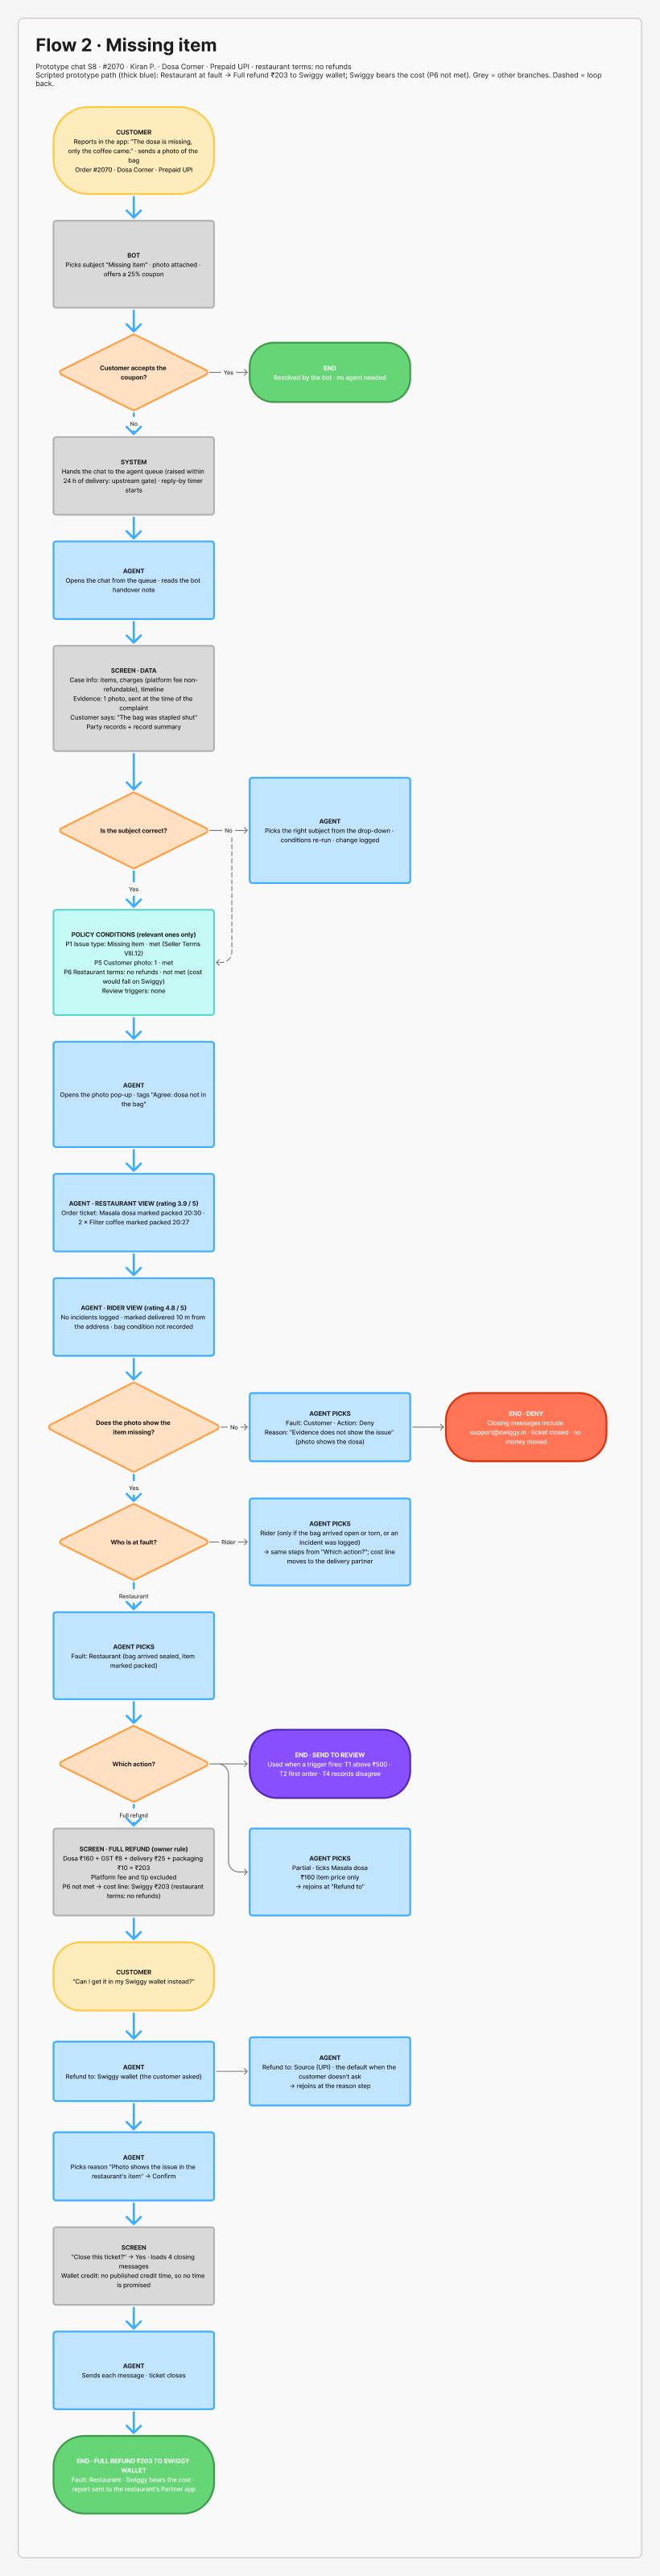 Flow 2 · Missing item
Prototype chat S8 · #2070 · Kiran P. · Dosa Corner · Prepaid UPI · restaurant terms: no refunds
Scripted prototype path (thick blue): Restaurant at fault → Full refund ₹203 to Swiggy wallet; Swiggy bears the cost (P6 not met). Grey = other branches. Dashed = loop
back.
CUSTOMER
Reports in the app: "The dosa is missing,
only the coffee came." · sends a photo of the
bag
Order #2070 · Dosa Corner · Prepaid UPI
BOT
Picks subject "Missing item" · photo attached ·
offers a 25% coupon
Customer accepts the
coupon?
Yes
END
Resolved by the bot · no agent needed
No
SYSTEM
Hands the chat to the agent queue (raised within
24 h of delivery: upstream gate) · reply-by timer
starts
AGENT
Opens the chat from the queue · reads the bot
handover note
SCREEN · DATA
Case info: items, charges (platform fee non-
refundable), timeline
Evidence: 1 photo, sent at the time of the
complaint
Customer says: "The bag was stapled shut"
Party records + record summary
Is the subject correct?
No
AGENT
Picks the right subject from the drop-down ·
conditions re-run · change logged
Yes
POLICY CONDITIONS (relevant ones only)
P1 Issue type: Missing item · met (Seller Terms
VIII.12)
P5 Customer photo: 1 · met
P6 Restaurant terms: no refunds · not met (cost
would fall on Swiggy)
Review triggers: none
AGENT
Opens the photo pop-up · tags "Agree: dosa not in
the bag"
AGENT · RESTAURANT VIEW (rating 3.9 / 5)
Order ticket: Masala dosa marked packed 20:30 ·
2 × Filter coffee marked packed 20:27
AGENT · RIDER VIEW (rating 4.8 / 5)
No incidents logged · marked delivered 10 m from
the address · bag condition not recorded
Does the photo show the
item missing?
No
AGENT PICKS
Fault: Customer · Action: Deny
Reason: "Evidence does not show the issue"
(photo shows the dosa)
END · DENY
Closing messages include
support@swiggy.in · ticket closed · no
money moved
Yes
Who is at fault?
Rider
AGENT PICKS
Rider (only if the bag arrived open or torn, or an
incident was logged)
→ same steps from "Which action?"; cost line
moves to the delivery partner
Restaurant
AGENT PICKS
Fault: Restaurant (bag arrived sealed, item
marked packed)
Which action?
END · SEND TO REVIEW
Used when a trigger fires: T1 above ₹500 ·
T2 first order · T4 records disagree
Full refund
SCREEN · FULL REFUND (owner rule)
Dosa ₹160 + GST ₹8 + delivery ₹25 + packaging
₹10 = ₹203
Platform fee and tip excluded
P6 not met → cost line: Swiggy ₹203 (restaurant
terms: no refunds)
AGENT PICKS
Partial · ticks Masala dosa
₹160 item price only
→ rejoins at "Refund to"
CUSTOMER
"Can I get it in my Swiggy wallet instead?"
AGENT
Refund to: Swiggy wallet (the customer asked)
AGENT
Refund to: Source (UPI) · the default when the
customer doesn't ask
→ rejoins at the reason step
AGENT
Picks reason "Photo shows the issue in the
restaurant's item" → Confirm
SCREEN
"Close this ticket?" → Yes · loads 4 closing
messages
Wallet credit: no published credit time, so no time
is promised
AGENT
Sends each message · ticket closes
END · FULL REFUND ₹203 TO SWIGGY
WALLET
Fault: Restaurant · Swiggy bears the cost ·
report sent to the restaurant's Partner app